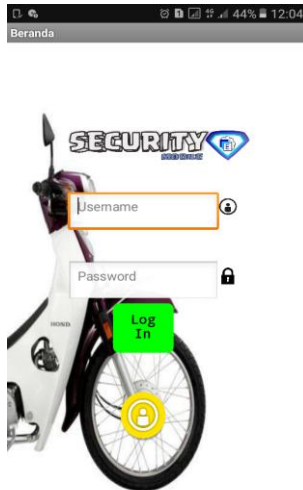 44% 12:04
Beranda
SECURITY
Username
Password
HONDA
Log
In